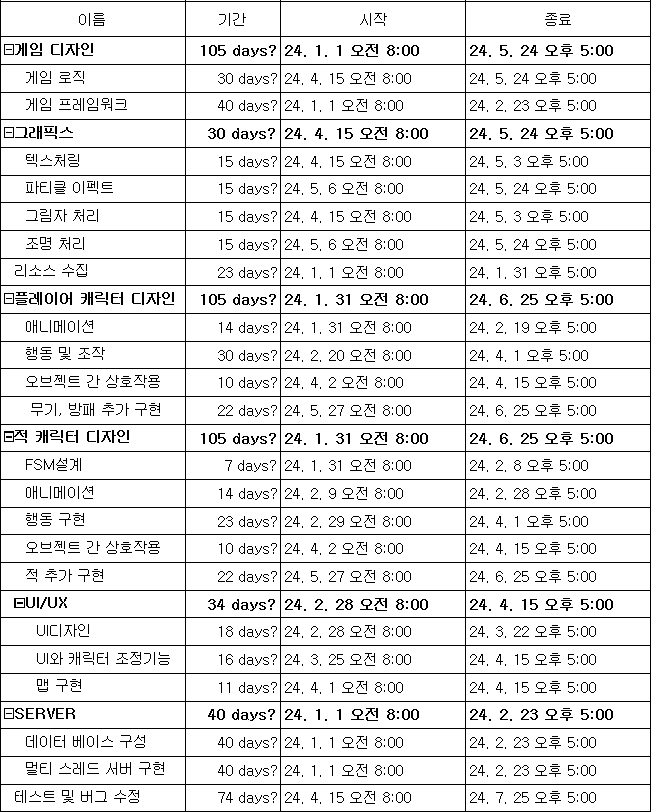 이름 기간 시작 종료
⊟게임 디자인 105 days? 24. 1. 1 오전 8:00 24. 5. 24 오후 5:00
게임 로직 30 days? 24. 4. 15 오전 8:00 24. 5. 24 오후 5:00
게임 프레임워크 40 days? 24. 1. 1 오전 8:00 24. 2. 23 오후 5:00
⊟그래픽스 30 days? 24. 4. 15 오전 8:00 24. 5. 24 오후 5:00
텍스처링 15 days? 24. 4. 15 오전 8:00 24. 5. 3 오후 5:00
파티클 이펙트 15 days? 24. 5. 6 오전 8:00 24. 5. 24 오후 5:00
그림자 처리 15 days? 24. 4. 15 오전 8:00 24. 5. 3 오후 5:00
조명 처리 15 days? 24. 5. 6 오전 8:00 24. 5. 24 오후 5:00
리소스 수집 23 days? 24. 1. 1 오전 8:00 24. 1. 31 오후 5:00
⊟플레이어 캐릭터 디자인 105 days? 24. 1. 31 오전 8:00 24. 6. 25 오후 5:00
애니메이션 14 days? 24. 1. 31 오전 8:00 24. 2. 19 오후 5:00
행동 및 조작 30 days? 24. 2. 20 오전 8:00 24. 4. 1 오후 5:00
오브젝트 간 상호작용 10 days? 24. 4. 2 오전 8:00 24. 4. 15 오후 5:00
무기, 방패 추가 구현 22 days? 24. 5. 27 오전 8:00 24. 6. 25 오후 5:00
⊟적 캐릭터 디자인 105 days? 24. 1. 31 오전 8:00 24. 6. 25 오후 5:00
FSM설계 7 days? 24. 1. 31 오전 8:00 24. 2. 8 오후 5:00
애니메이션 14 days? 24. 2. 9 오전 8:00 24. 2. 28 오후 5:00
행동 구현 23 days? 24. 2. 29 오전 8:00 24. 4. 1 오후 5:00
오브젝트 간 상호작용 10 days? 24. 4. 2 오전 8:00 24. 4. 15 오후 5:00
적 추가 구현 22 days? 24. 5. 27 오전 8:00 24. 6. 25 오후 5:00
⊟UI/UX 34 days? 24. 2. 28 오전 8:00 24. 4. 15 오후 5:00
UI디자인 18 days? 24. 2. 28 오전 8:00 24. 3. 22 오후 5:00
UI와 캐릭터 조정기능 16 days? 24. 3. 25 오전 8:00 24. 4. 15 오후 5:00
맵 구현 11 days? 24. 4. 1 오전 8:00 24. 4. 15 오후 5:00
⊟SERVER 40 days? 24. 1. 1 오전 8:00 24. 2. 23 오후 5:00
데이터 베이스 구성 40 days? 24. 1. 1 오전 8:00 24. 2. 23 오후 5:00
멀티 스레드 서버 구현 40 days? 24. 1. 1 오전 8:00 24. 2. 23 오후 5:00
테스트 및 버그 수정 74 days? 24. 4. 15 오전 8:00 24. 7. 25 오후 5:00